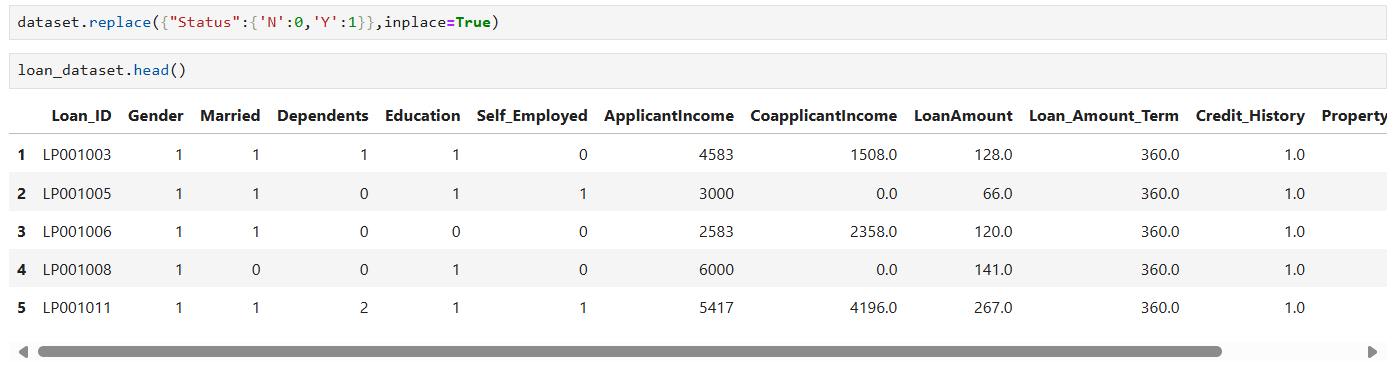 dataset.replace({"Status":{'N':0,'Y':1}},inplace=True)
loan_dataset.head()
Loan_ID Gender Married Dependents Education Self_Employed ApplicantIncome CoapplicantIncome LoanAmount Loan_Amount_Term Credit_History Property
1 LP001003 1 1 1 1 0 4583 1508.0 128.0 360.0 1.0
2 LP001005 1 1 0 1 1 3000 0.0 66.0 360.0 1.0
3 LP001006 1 1 0 0 0 2583 2358.0 120.0 360.0 1.0
4 LP001008 1 0 0 1 0 6000 0.0 141.0 360.0 1.0
5 LP001011 1 1 2 1 1 5417 4196.0 267.0 360.0 1.0